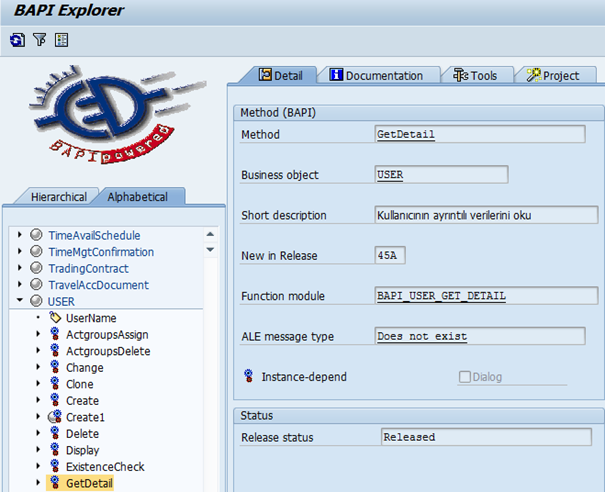 BAPI Explorer
BAPIpowered
Hierarchical
Alphabetical
TimeAvailSchedule
TimeMgtConfirmation
TradingContract
TravelAccDocument
USER
UserName
ActgroupsAssign
ActgroupsDelete
Change
Clone
Create
Create1
Delete
Display
ExistenceCheck
GetDetail
Detail
Documentation
Tools
Project
Method (BAPI)
Method GetDetail
Business object USER
Short description Kullanıcının ayrıntılı verilerini oku
New in Release 45A
Function module BAPI_USER_GET_DETAIL
ALE message type Does not exist
Instance-depend Dialog
Status
Release status Released